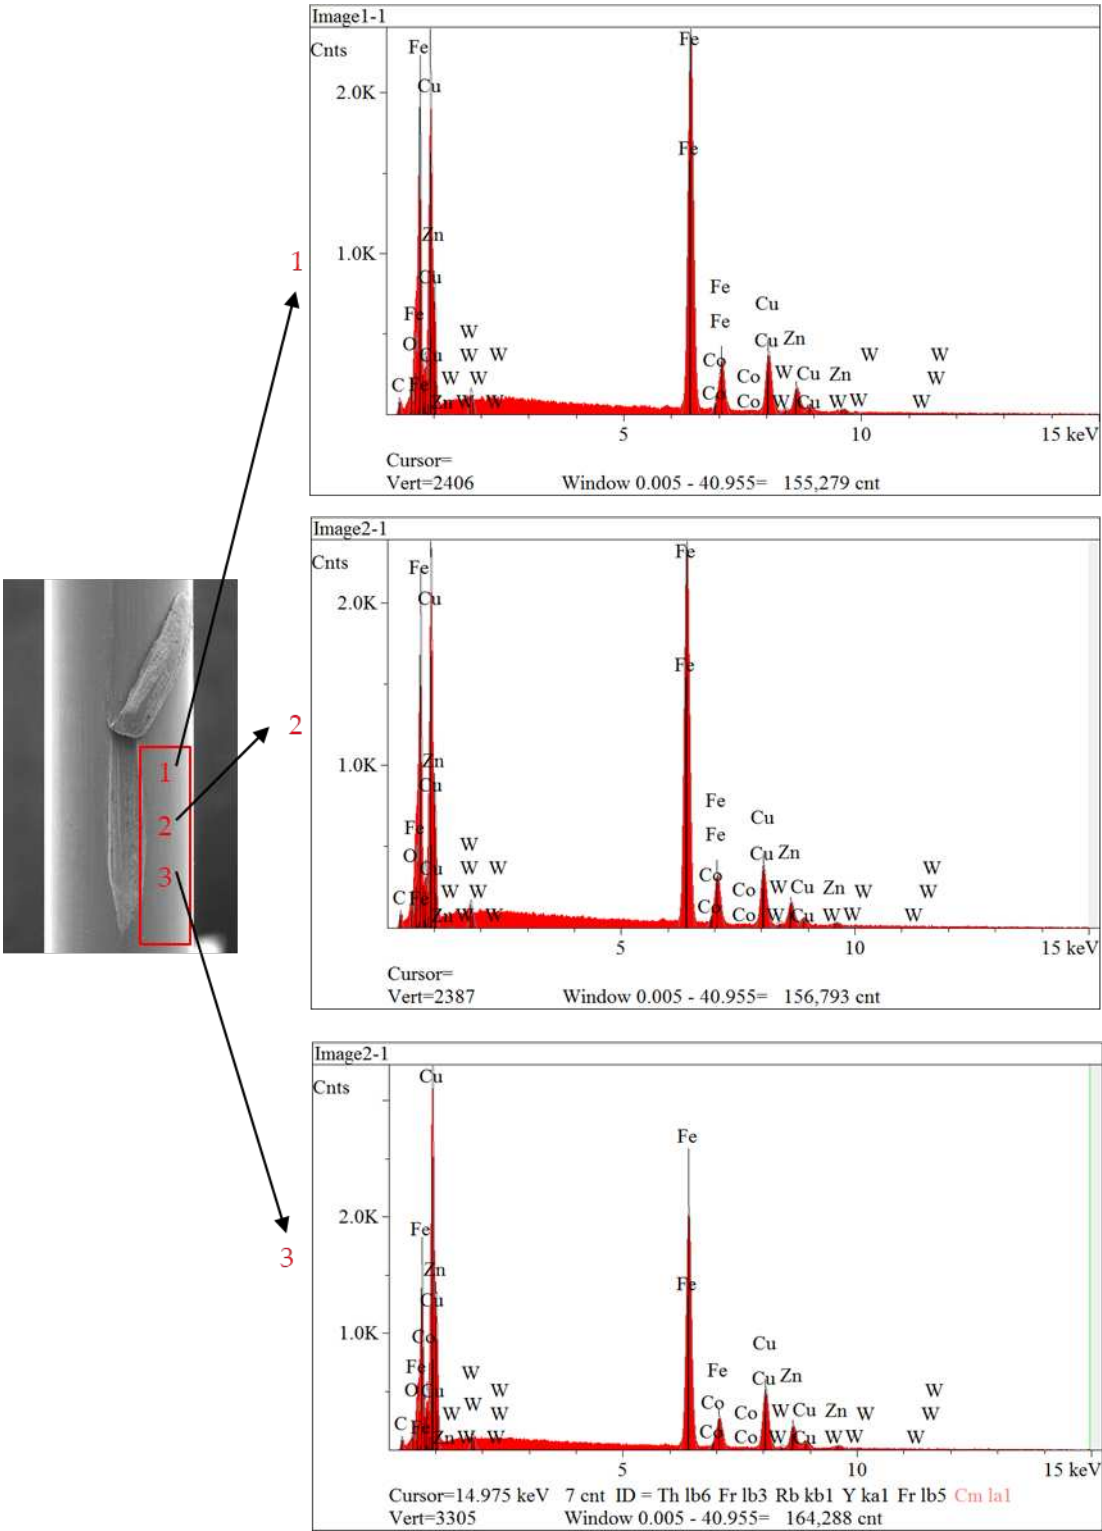 Image1-1
Cnts
Fe
Fe
Cu
2.0K
Fe
Zn
1.0K
Cu
Fe
Fe
Cu
Fe
W
O
Cu
W
W
Co
Cu
Zn
W
W
C
Fe
W
W
Co
W
Cu
Zn
W
Zn
W
W
Co
Co
W
Cu
W
W
W
5
10
15 keV
Cursor=
Vert=2406 Window 0.005 - 40.955= 155,279 cnt
1
Image2-1
Cnts
Fe
Fe
Cu
2.0K
Fe
Zn
1.0K
Cu
Fe
Cu
Fe
Fe
W
O
Cu
W
W
Co
Cu
Zn
W
C
Fe
W
W
Co
W
Cu
Zn
W
W
Zn
W
W
Co
Co
W
Cu
W
W
W
5
10
15 keV
Cursor=
Vert=2387 Window 0.005 - 40.955= 156,793 cnt
2
1
2
3
Image2-1
Cnts
Cu
Fe
2.0K
Fe
Zn
Cu
Fe
1.0K
Co
Cu
Fe
W
Fe
Cu
Zn
O
Cu
W
W
C
W
W
W
Co
Co
W
Cu
Zn
W
W
Fe
Zn
W
W
Co
Co
W
Cu
W
W
W
5
10
15 keV
Cursor=14.975 keV 7 cnt ID = Th lb6 Fr lb3 Rb kb1 Y ka1 Fr lb5 Cm la1
Vert=3305 Window 0.005 - 40.955= 164,288 cnt
3